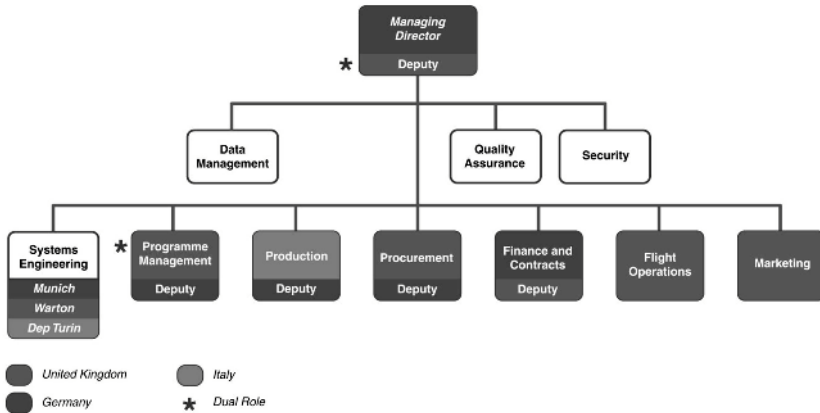 Managing
Director
* Deputy
Data
Management
Quality
Assurance
Security
Systems
Engineering
Munich
Warton
Dep Turin
* Programme
Management
Deputy
Production
Deputy
Procurement
Deputy
Finance and
Contracts
Deputy
Flight
Operations
Marketing
United Kingdom
Italy
Germany
* Dual Role